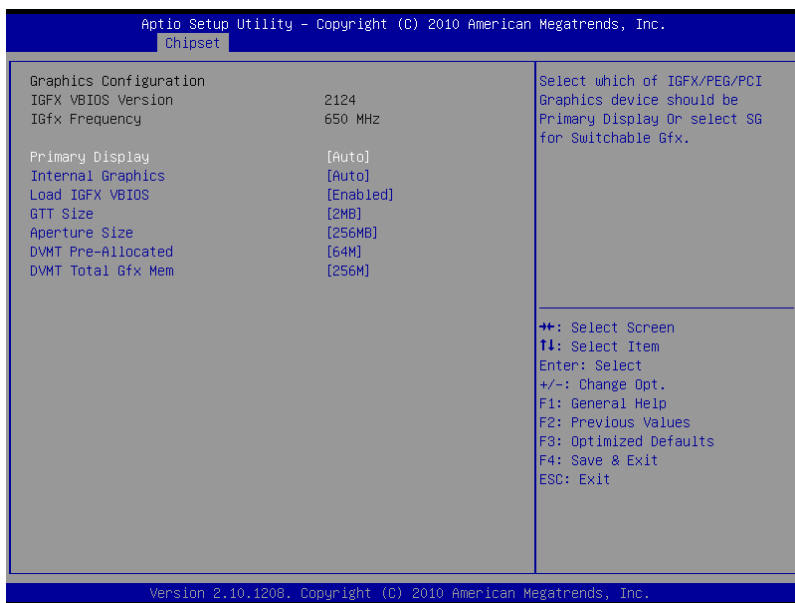 Aptio Setup Utility – Copyright (C) 2010 American Megatrends, Inc.
Chipset
Graphics Configuration
IGFX VBIOS Version 2124
IGfx Frequency 650 MHz
Primary Display [Auto]
Internal Graphics [Auto]
Load IGFX VBIOS [Enabled]
GTT Size [2MB]
Aperture Size [256MB]
DVMT Pre-Allocated [64M]
DVMT Total Gfx Mem [256M]
Select which of IGFX/PEG/PCI
Graphics device should be
Primary Display Or select SG
for Switchable Gfx.
→←: Select Screen
↑↓: Select Item
Enter: Select
+/-: Change Opt.
F1: General Help
F2: Previous Values
F3: Optimized Defaults
F4: Save & Exit
ESC: Exit
Version 2.10.1208. Copyright (C) 2010 American Megatrends, Inc.